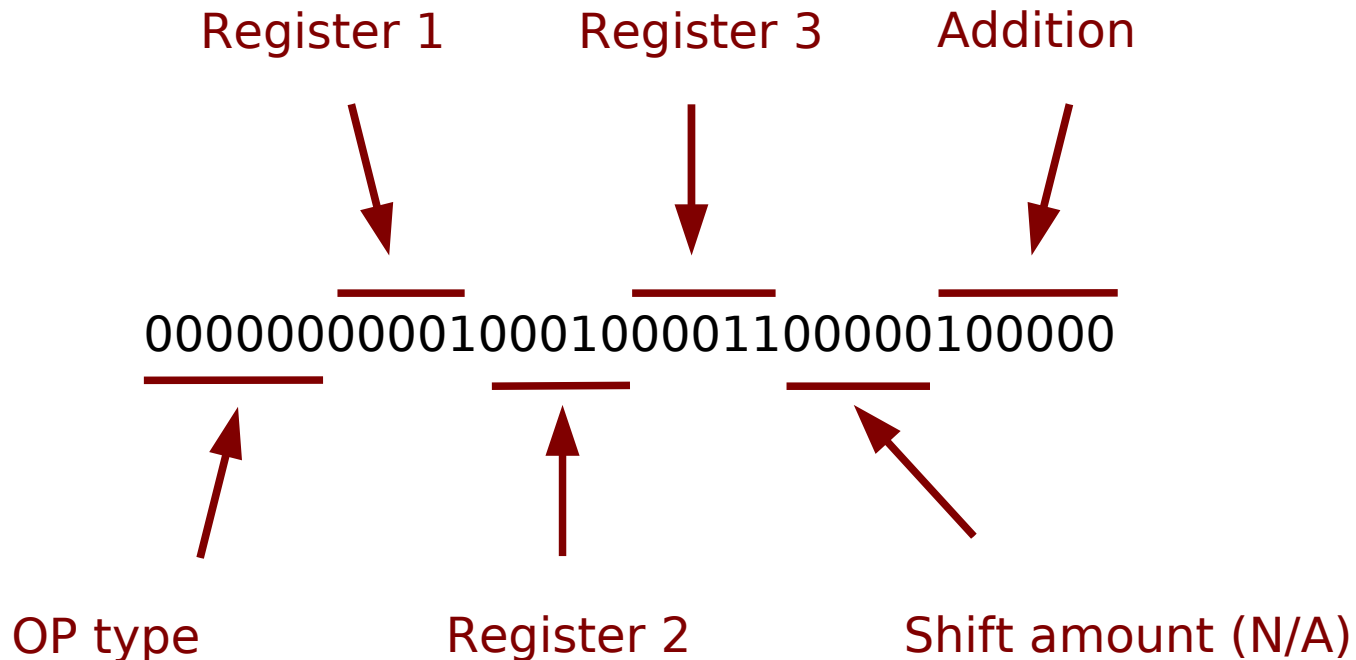 Register 1 Register 3 Addition
00000000001000100001100000100000
OP type Register 2 Shift amount (N/A)